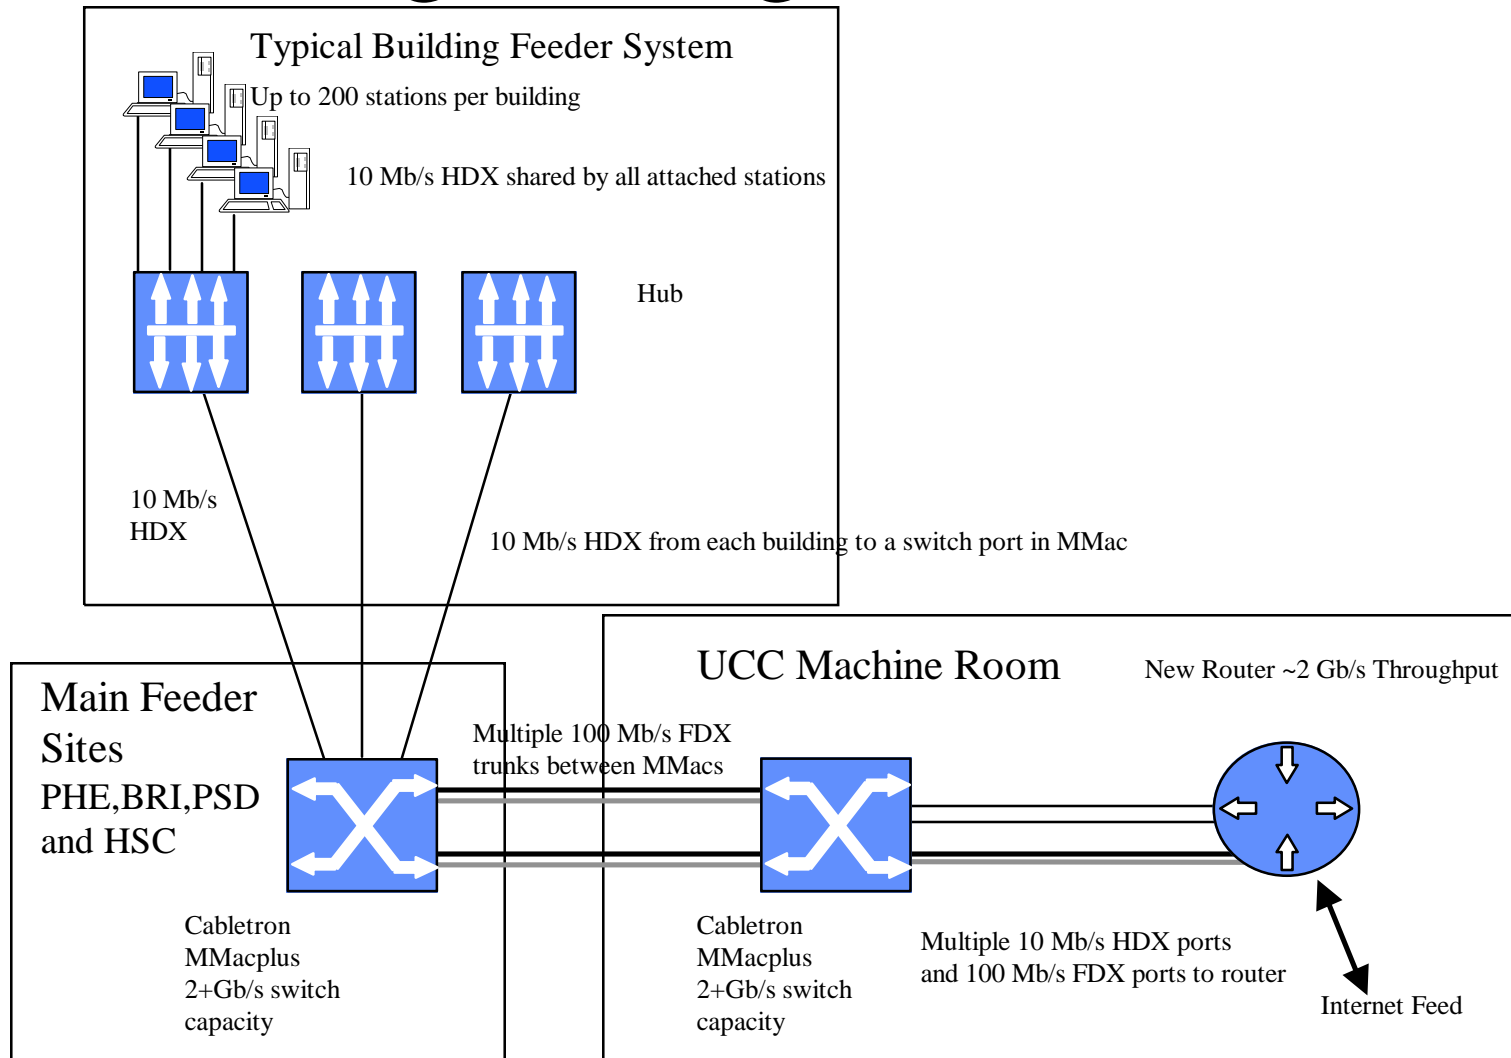 Typical Building Feeder System
Up to 200 stations per building
10 Mb/s HDX shared by all attached stations
Hub
10 Mb/s
HDX
10 Mb/s HDX from each building to a switch port in MMac
UCC Machine Room
New Router ~2 Gb/s Throughput
Main Feeder
Sites
PHE,BRI,PSD
and HSC
Multiple 100 Mb/s FDX
trunks between MMacs
Cabletron
MMacplus
2+Gb/s switch
capacity
Cabletron
MMacplus
2+Gb/s switch
capacity
Multiple 10 Mb/s HDX ports
and 100 Mb/s FDX ports to router
Internet Feed